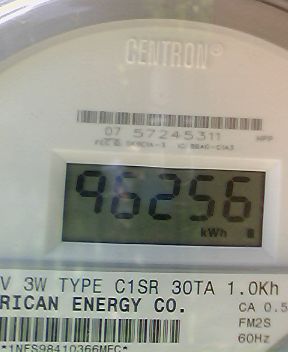 CENTRON®
07 57245311
96256
kWh
V 3W TYPE C1SR 30TA 1.0Kh
RICAN ENERGY CO.
CA 0.5
FM2S
60Hz